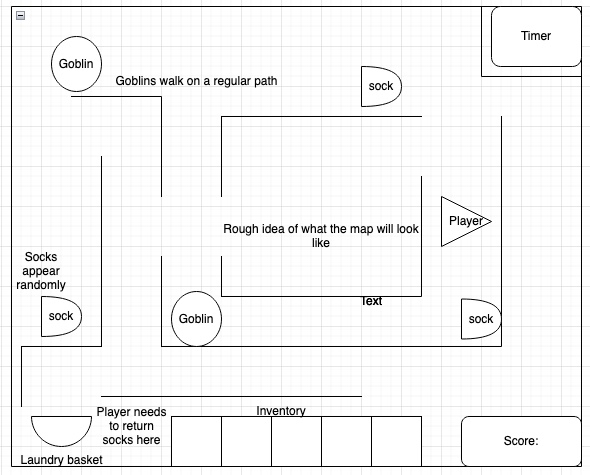 Timer
Goblin
Goblins walk on a regular path
sock
Player
Rough idea of what the map will look
like
Socks
appear
randomly
Text
sock
Goblin
sock
Player needs
to return
socks here
Inventory
Score:
Laundry basket